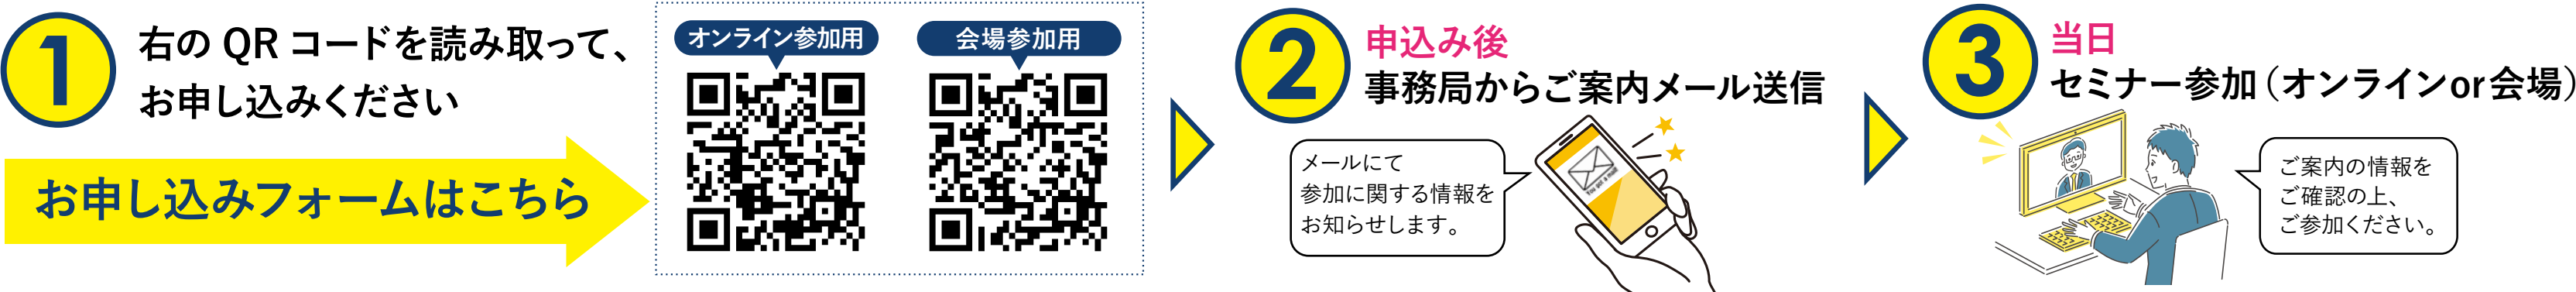 1
右のQRコードを読み取って、
お申し込みください
お申し込みフォームはこちら
オンライン参加用
会場参加用
2
申込み後
事務局からご案内メール送信
メールにて
参加に関する情報を
お知らせします。
You got a mail!
3
当日
セミナー参加（オンラインor会場）
ご案内の情報を
ご確認の上、
ご参加ください。